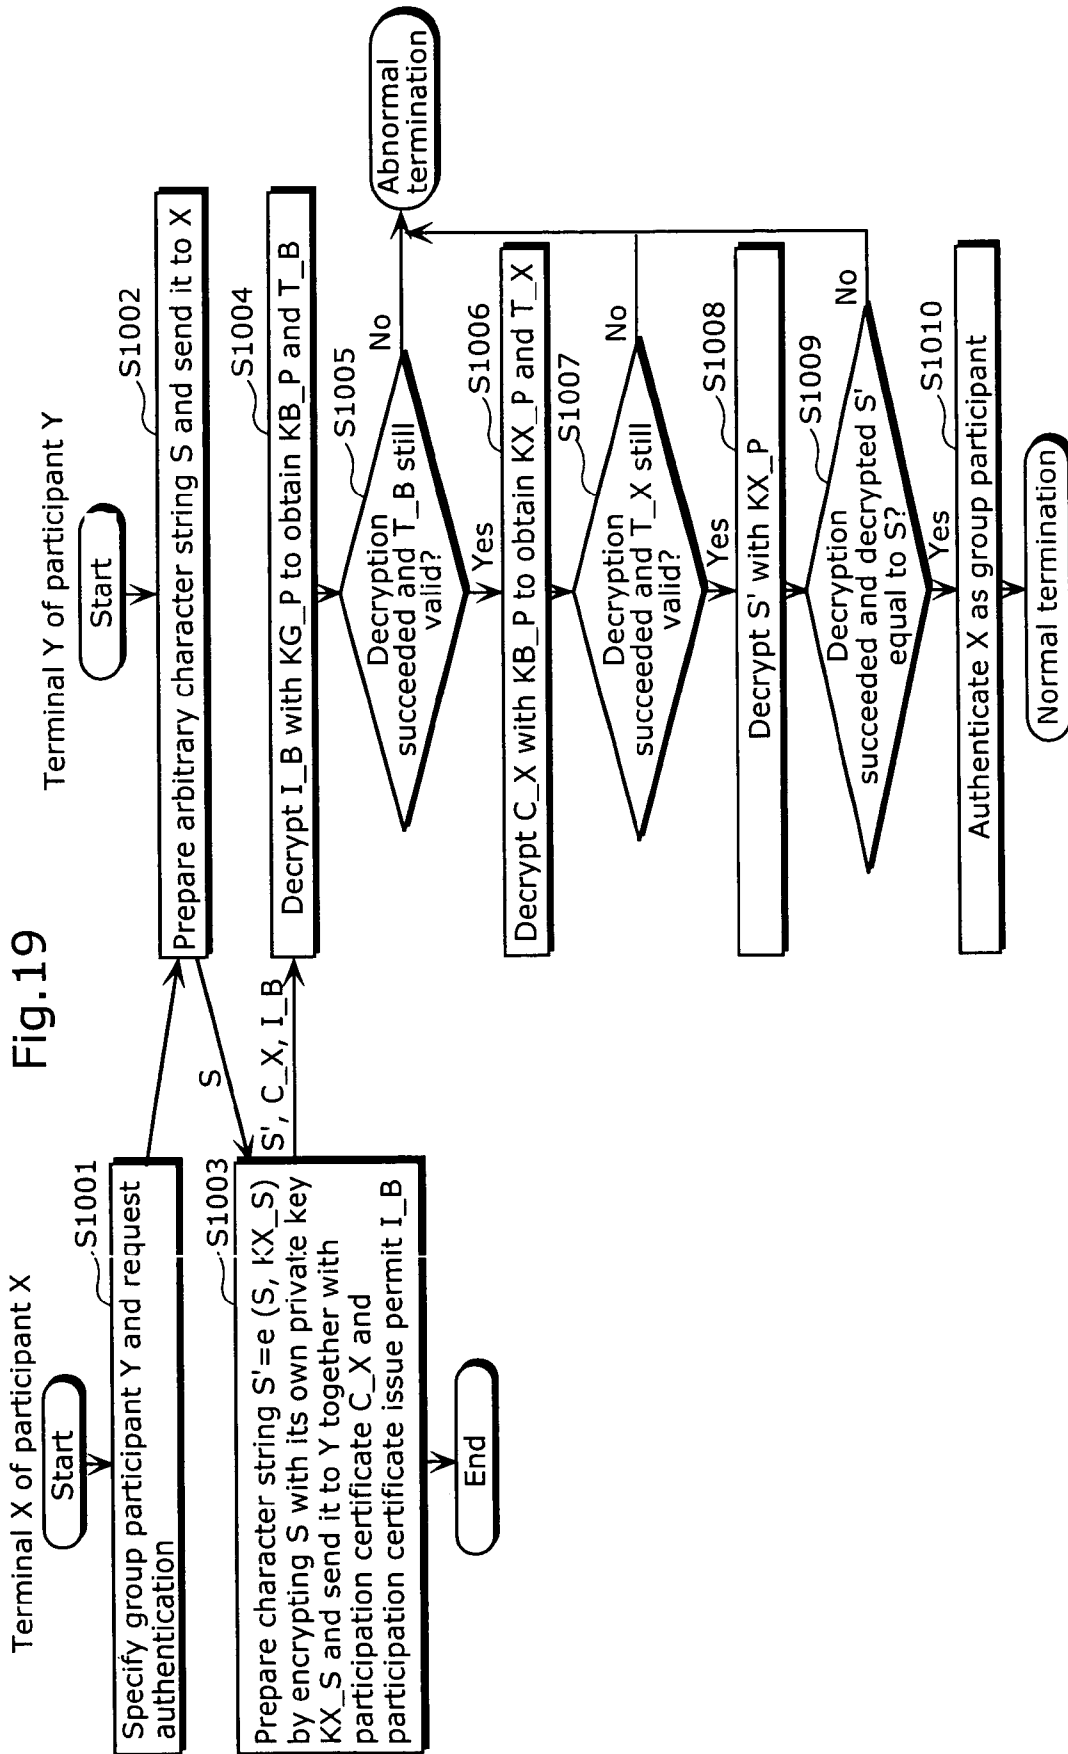 Fig.19
Terminal X of participant X
Start
S1001
Specify group participant Y and request
authentication
S1003
Prepare character string S'=e (S, KX_S)
by encrypting S with its own private key
KX_S and send it to Y together with
participation certificate C_X and
participation certificate issue permit I_B
End
S
S', C_X, I_B
Terminal Y of participant Y
Start
S1002
Prepare arbitrary character string S and send it to X
S1004
Decrypt I_B with KG_P to obtain KB_P and T_B
S1005
Decryption
succeeded and T_B still
valid?
No
Yes
Abnormal
termination
S1006
Decrypt C_X with KB_P to obtain KX_P and T_X
S1007
Decryption
succeeded and T_X still
valid?
No
Yes
S1008
Decrypt S' with KX_P
S1009
Decryption
succeeded and decrypted S'
equal to S?
No
Yes
S1010
Authenticate X as group participant
Normal termination